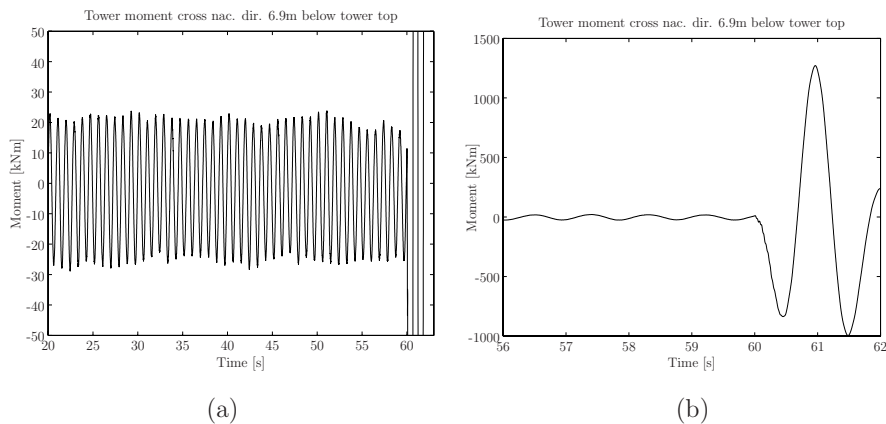 Tower moment cross nac. dir. 6.9m below tower top
50
40
30
20
10
0
-10
-20
-30
-40
-50
Moment [kNm]
20 25 30 35 40 45 50 55 60
Time [s]
(a)
Tower moment cross nac. dir. 6.9m below tower top
1500
1000
500
0
-500
-1000
Moment [kNm]
56 57 58 59 60 61 62
Time [s]
(b)